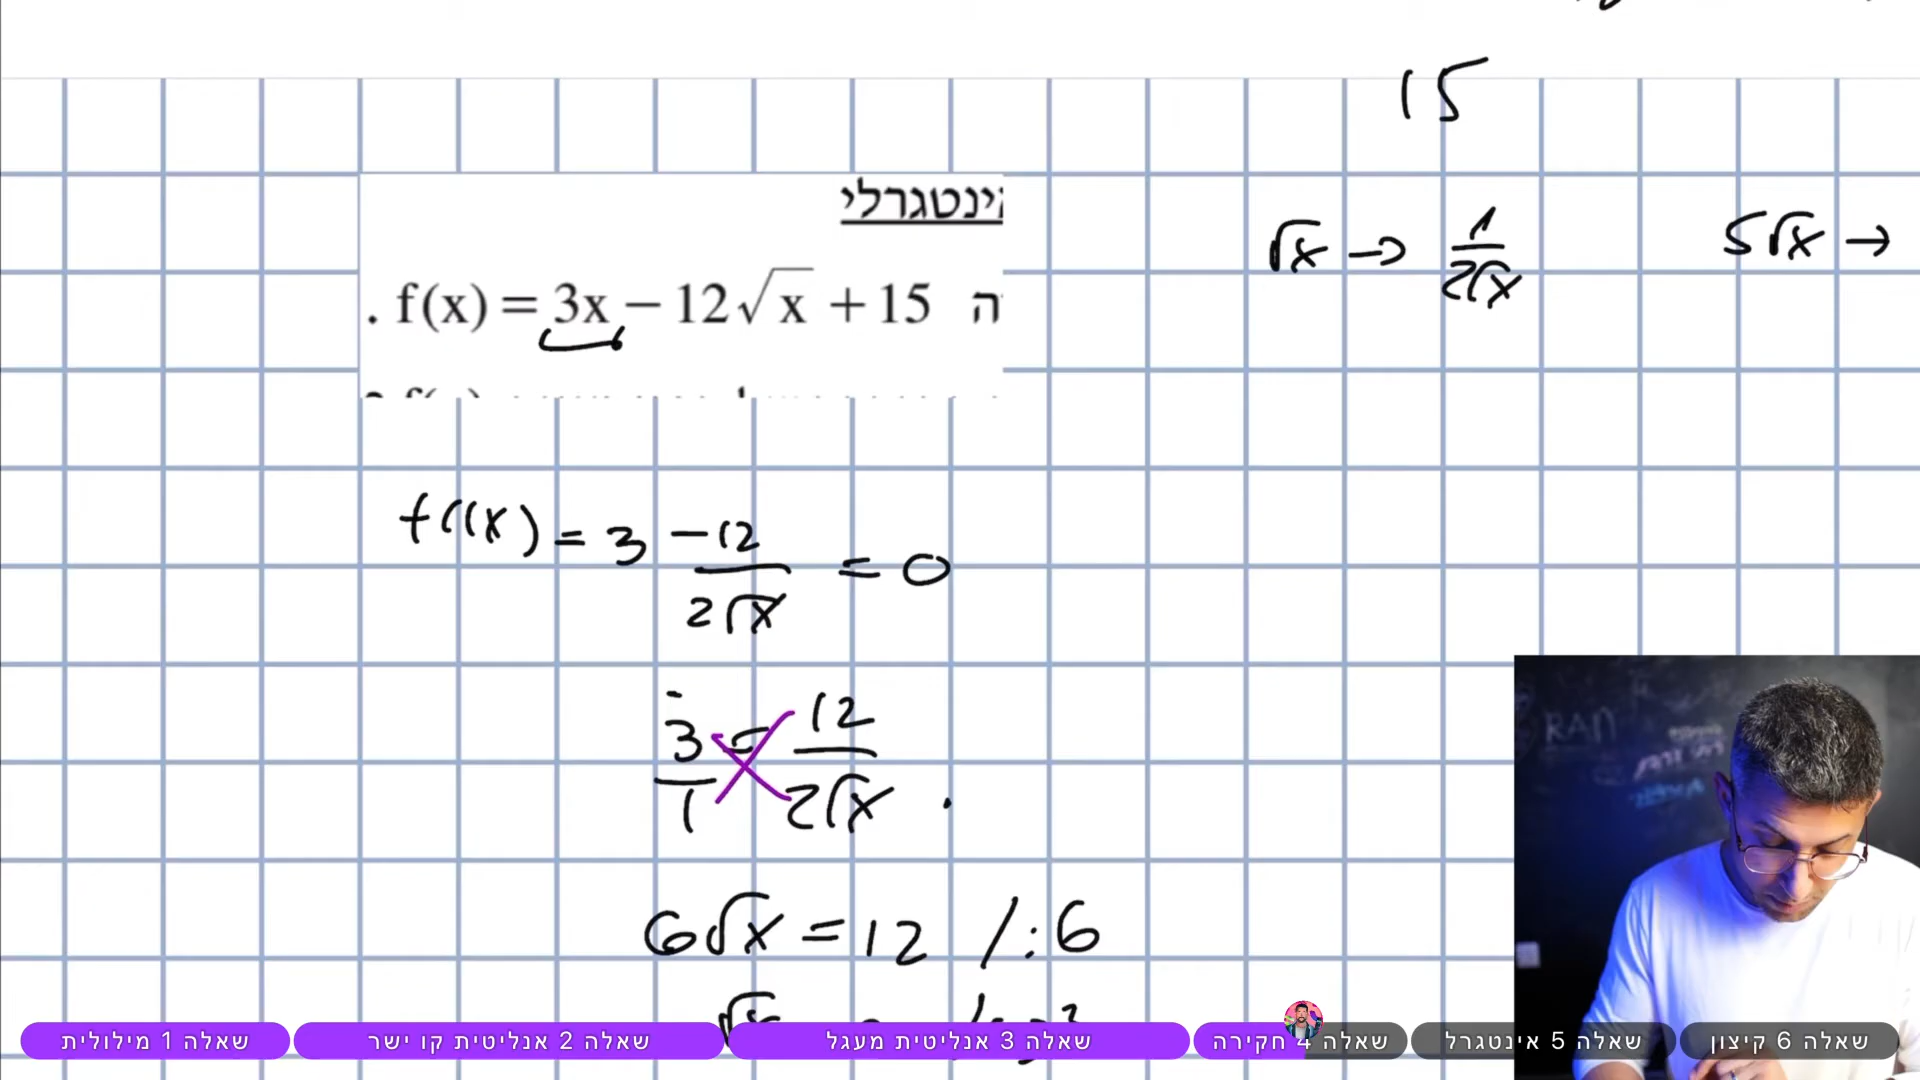 15
√x → 1/2√x
5√x →
אינטגרלי
. f(x) = 3x − 12√x + 15
f'(x) = 3 −12/2√x = 0
3/1 = 12/2√x .
6√x = 12 /:6
שאלה 1 מילולית
שאלה 2 אנליטית קו ישר
שאלה 3 אנליטית מעגל
שאלה 4 חקירה
שאלה 5 אינטגרל
שאלה 6 קיצון
RAN